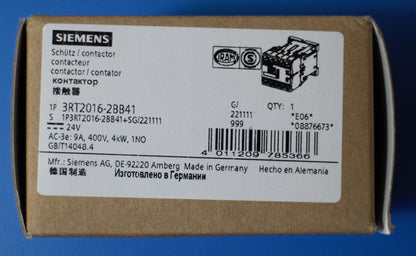 SIEMENS
Schütz / contactor
contacteur
contactor / contator
контактор
接触器
1P 3RT2016-2BB41
S 1P3RT2016-2BB41+SG/221111
24V
AC-3e: 9A, 400V, 4kW, 1NO
GB/T14048.4
G/ QTY: 1
221111 *E06*
999 *08876673*
4 011209 785366
Mfr.: Siemens AG, DE-92220 Amberg Made in Germany
德国制造 Изготовлено в Германии Hecho en Alemania